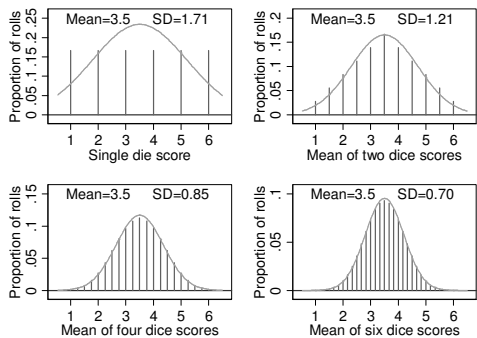 Mean=3.5 SD=1.71
Proportion of rolls
0 .05 .1 .15 .2 .25
1 2 3 4 5 6
Single die score
Mean=3.5 SD=1.21
Proportion of rolls
0 .05 .1 .15 .2
1 2 3 4 5 6
Mean of two dice scores
Mean=3.5 SD=0.85
Proportion of rolls
0 .05 .1 .15
1 2 3 4 5 6
Mean of four dice scores
Mean=3.5 SD=0.70
Proportion of rolls
0 .05 .1
1 2 3 4 5 6
Mean of six dice scores